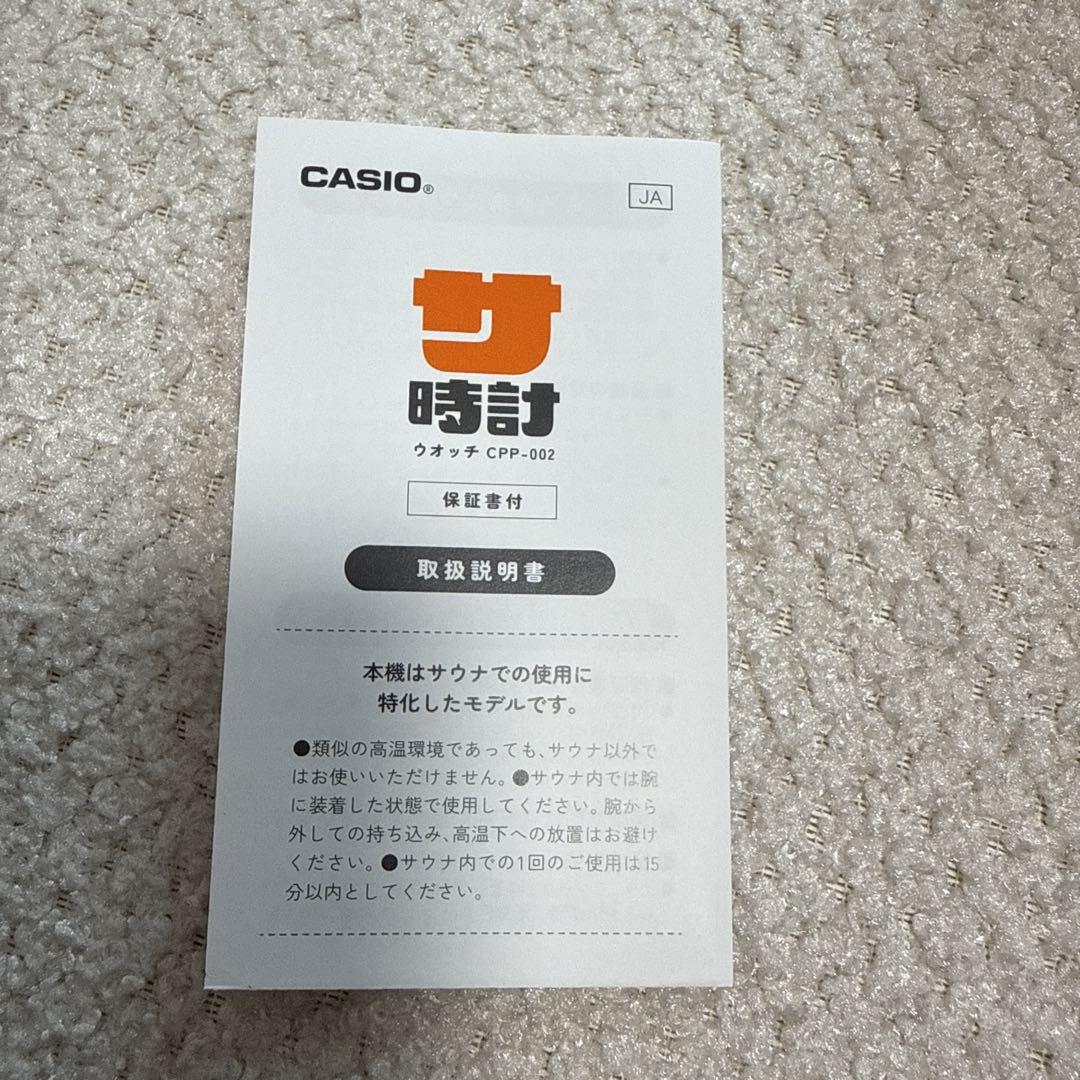 CASIO®
JA
サ
時計
ウオッチ CPP-002
保証書付
取扱説明書
本機はサウナでの使用に
特化したモデルです。
●類似の高温環境であっても、サウナ以外で
はお使いいただけません。●サウナ内では腕
に装着した状態で使用してください。腕から
外しての持ち込み、高温下への放置はお避け
ください。●サウナ内での1回のご使用は15
分以内としてください。